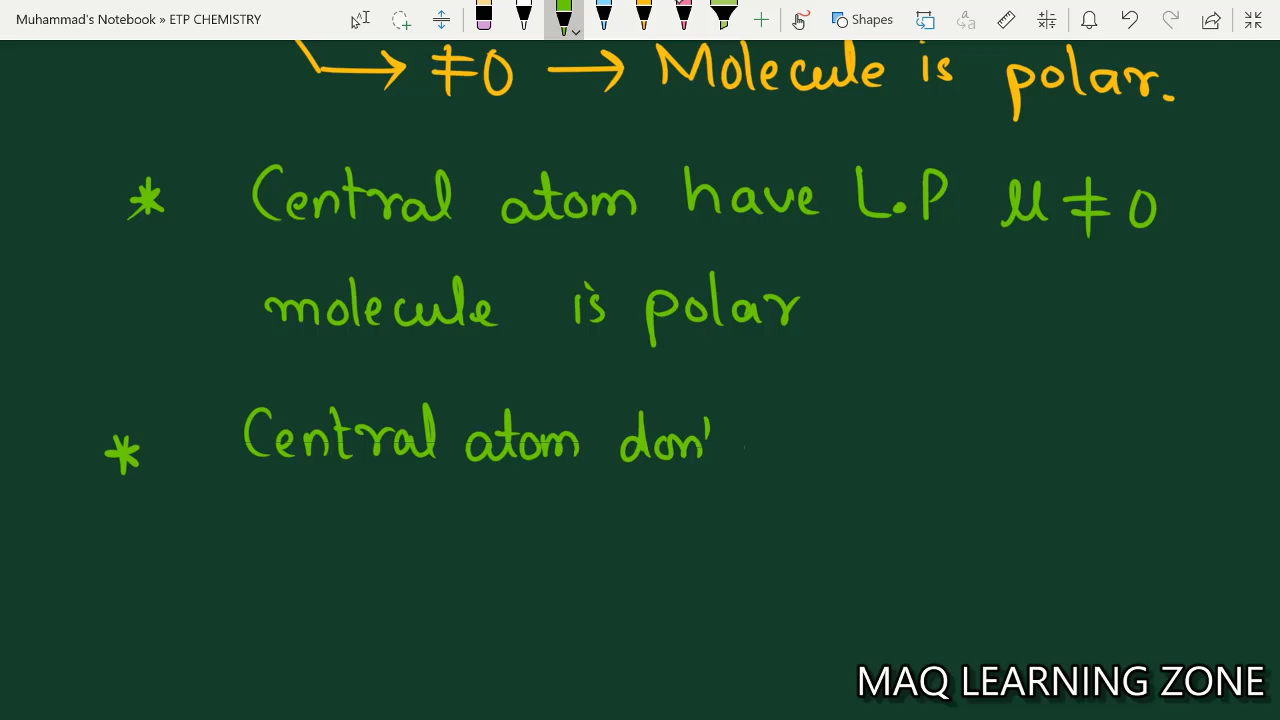 Muhammad's Notebook » ETP CHEMISTRY
Shapes
→ ≠0 → Molecule is polar.
* Central atom have L.P μ ≠ 0
molecule is polar
* Central atom don'
MAQ LEARNING ZONE